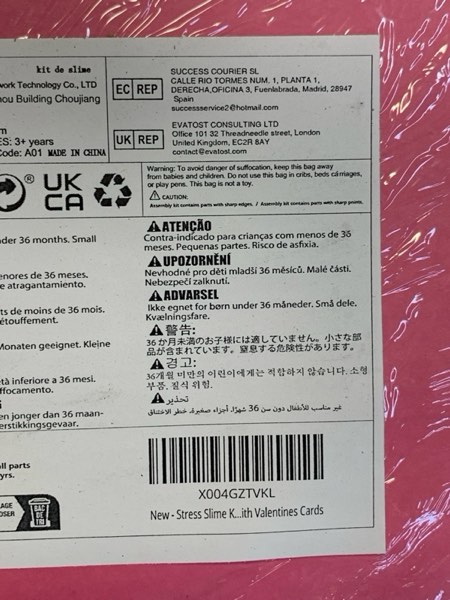 kit de slime
work Technology Co., LTD
hou Building Choujiang
ES: 3+ years
Code: A01 MADE IN CHINA
EC REP
SUCCESS COURIER SL
CALLE RIO TORMES NUM. 1, PLANTA 1,
DERECHA,OFICINA 3, Fuenlabrada, Madrid, 28947
Spain
successservice2@hotmail.com
UK REP
EVATOST CONSULTING LTD
Office 101 32 Threadneedle street, London
United Kingdom, EC2R 8AY
contact@evatost.com
®
UK
CA
Warning: To avoid danger of suffocation, keep this bag away
from babies and children. Do not use this bag in cribs, beds carriages,
or play pens. This bag is not a toy.
CAUTION:
Assembly kit contains parts with sharp edges. / Assembly kit contains parts with sharp points.
der 36 months. Small
enores de 36 meses.
e atragantamiento.
ts de moins de 36 mois.
étouffement.
Monaten geeignet. Kleine
tà inferiore a 36 mesi.
ffocamento.
en jonger dan 36 maan-
erstikkingsgevaar.
ATENÇÃO
Contra-indicado para crianças com menos de 36
meses. Pequenas partes. Risco de asfixia.
UPOZORNĚNÍ
Nevhodné pro děti mladší 36 měsíců. Malé části.
Nebezpečí zalknutí.
ADVARSEL
Ikke egnet for børn under 36 måneder. Små dele.
Kvælningsfare.
警告:
36 か月未満のお子様には適していません。小さな部
品が含まれています。窒息する危険性があります。
경고:
36개월 미만의 어린이에게는 적합하지 않습니다. 소형
부품. 질식 위험.
تحذير
غير مناسب للأطفال دون سن 36 شهرًا. أجزاء صغيرة. خطر الاختناق
ll parts
yrs.
BAC
DE
TRI
X004GZTVKL
New - Stress Slime K...ith Valentines Cards